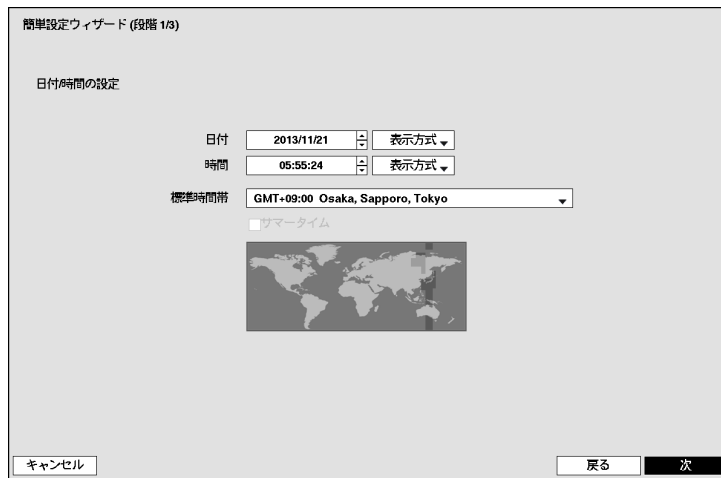 簡単設定ウィザード (段階 1/3)
日付/時間の設定
日付 2013/11/21 表示方式
時間 05:55:24 表示方式
標準時間帯 GMT+09:00 Osaka, Sapporo, Tokyo
サマータイム
キャンセル 戻る 次